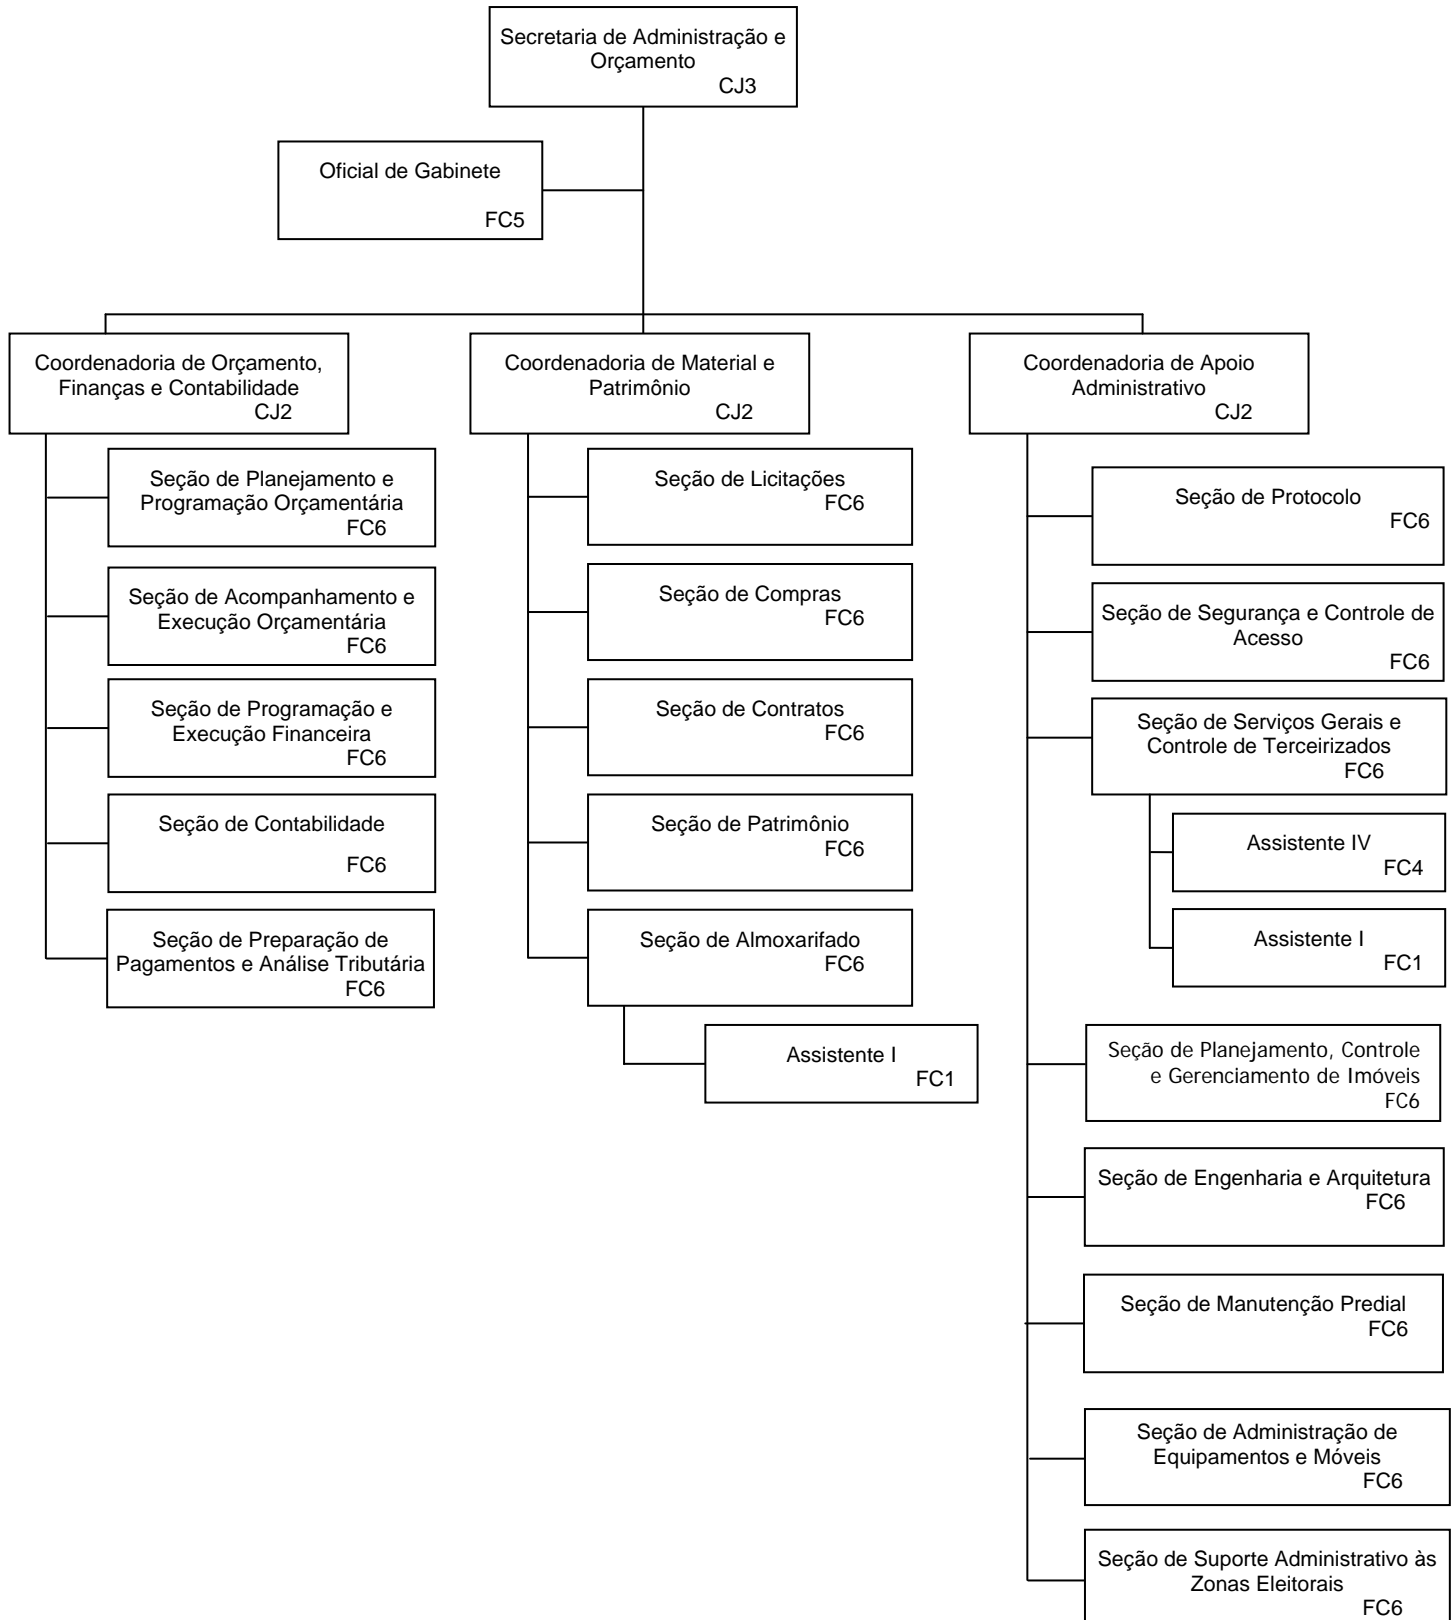 Secretaria de Administração e
Orçamento
CJ3
Oficial de Gabinete
FC5
Coordenadoria de Orçamento,
Finanças e Contabilidade
CJ2
Seção de Planejamento e
Programação Orçamentária
FC6
Seção de Acompanhamento e
Execução Orçamentária
FC6
Seção de Programação e
Execução Financeira
FC6
Seção de Contabilidade
FC6
Seção de Preparação de
Pagamentos e Análise Tributária
FC6
Coordenadoria de Material e
Patrimônio
CJ2
Seção de Licitações
FC6
Seção de Compras
FC6
Seção de Contratos
FC6
Seção de Patrimônio
FC6
Seção de Almoxarifado
FC6
Assistente I
FC1
Coordenadoria de Apoio
Administrativo
CJ2
Seção de Protocolo
FC6
Seção de Segurança e Controle de
Acesso
FC6
Seção de Serviços Gerais e
Controle de Terceirizados
FC6
Assistente IV
FC4
Assistente I
FC1
Seção de Planejamento, Controle
e Gerenciamento de Imóveis
FC6
Seção de Engenharia e Arquitetura
FC6
Seção de Manutenção Predial
FC6
Seção de Administração de
Equipamentos e Móveis
FC6
Seção de Suporte Administrativo às
Zonas Eleitorais
FC6